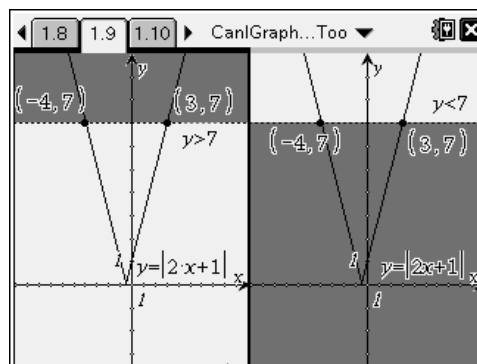 1.8 1.9 1.10 CanIGraph...Too
y y
(-4,7) (3,7) y<7
y>7 (-4,7) (3,7)
1 y=|2·x+1| x 1 y=|2x+1| x
1 1